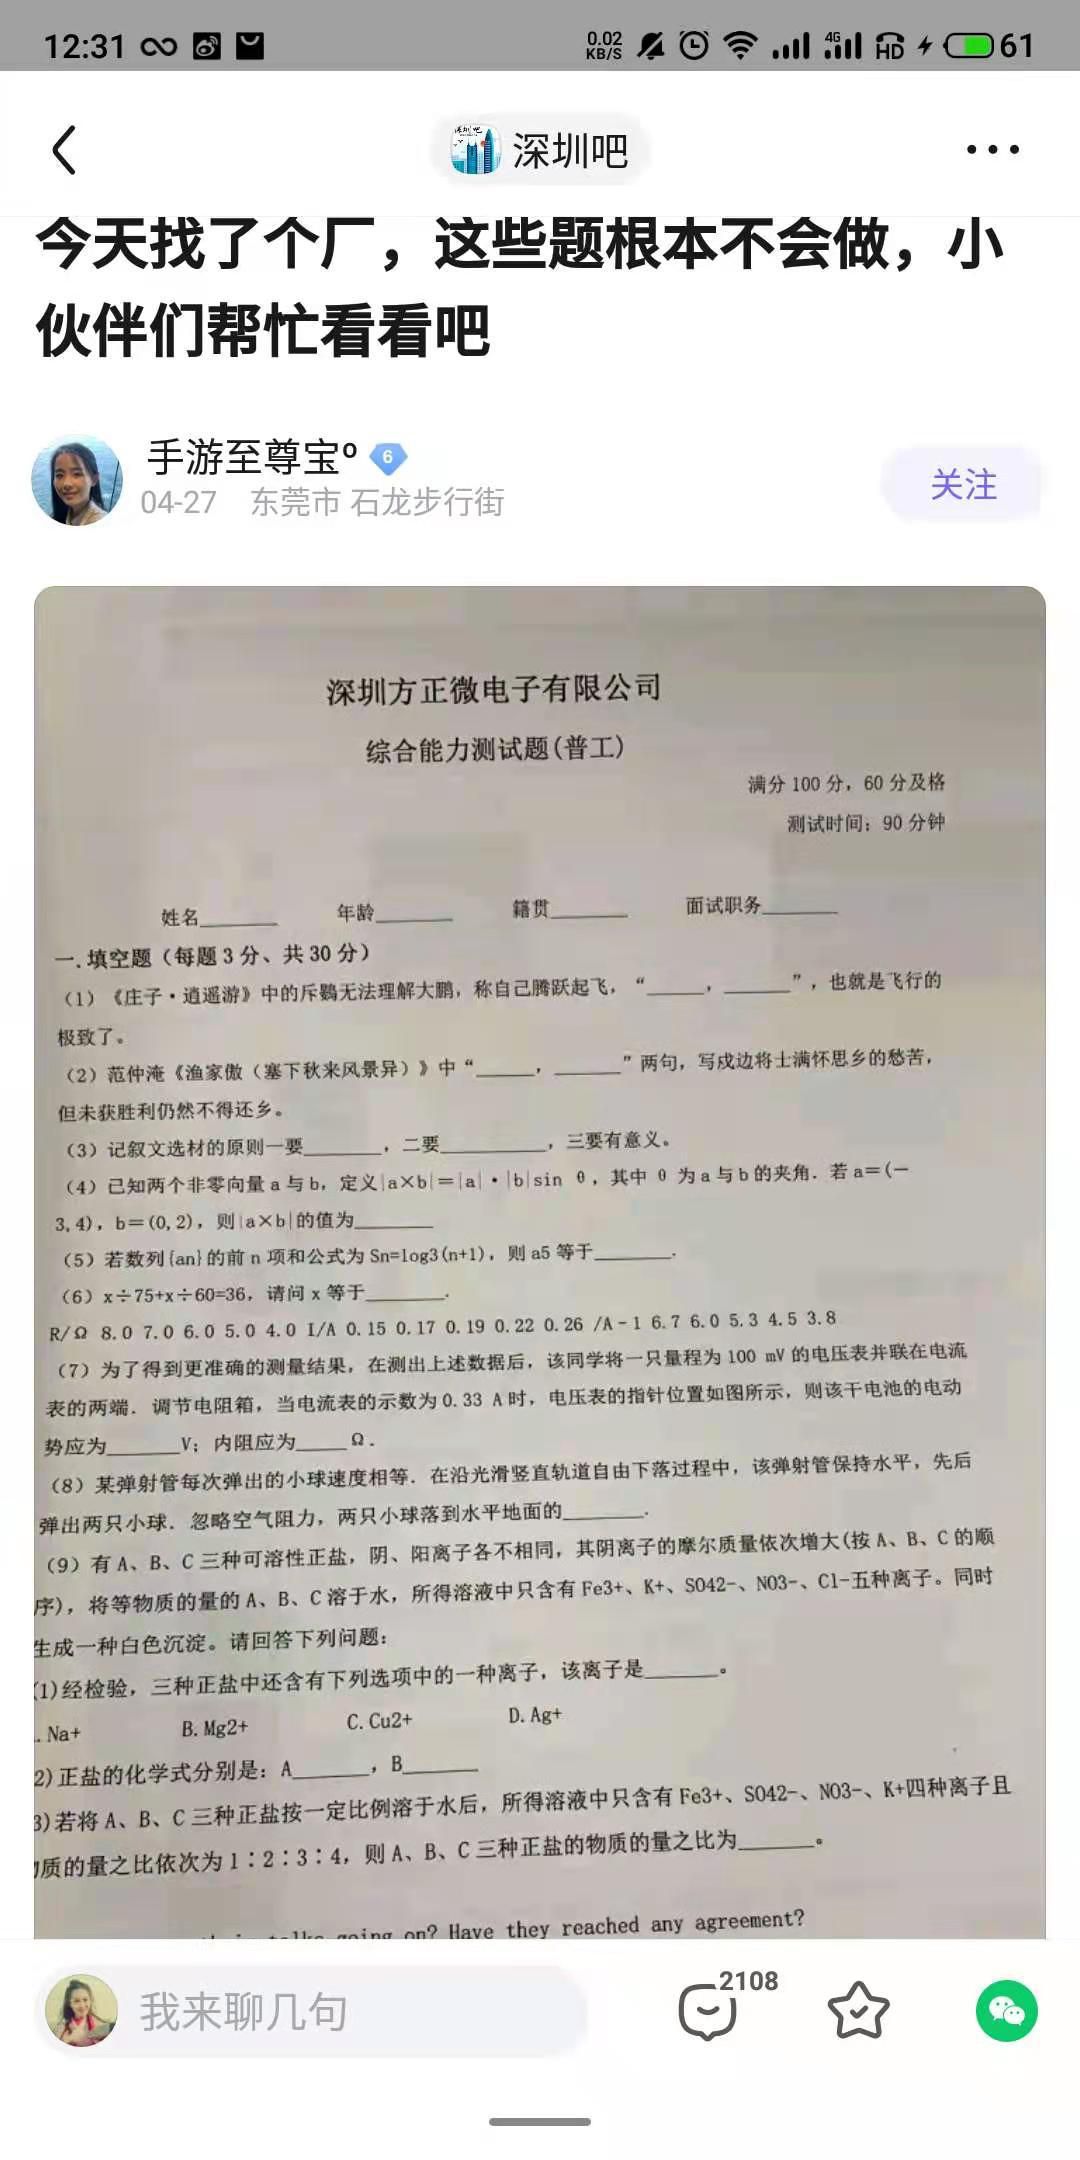 12:31
0.02
KB/S
4G
HD
61
深圳吧
今天找了个厂，这些题根本不会做，小
伙伴们帮忙看看吧
手游至尊宝º
6
04-27 东莞市 石龙步行街
关注
深圳方正微电子有限公司
综合能力测试题(普工)
满分 100 分，60 分及格
测试时间：90 分钟
姓名______ 年龄______ 籍贯______ 面试职务______
一.填空题（每题 3 分、共 30 分）
（1）《庄子·逍遥游》中的斥鷃无法理解大鹏，称自己腾跃起飞，“_____，______”，也就是飞行的
极致了。
（2）范仲淹《渔家傲（塞下秋来风景异）》中“_____，______”两句，写戍边将士满怀思乡的愁苦，
但未获胜利仍然不得还乡。
（3）记叙文选材的原则一要_______，二要_________，三要有意义。
（4）已知两个非零向量 a 与 b，定义|a×b|＝|a|·|b|sin θ，其中 θ 为 a 与 b 的夹角．若 a＝(－
3,4)，b＝(0,2)，则|a×b|的值为_______
（5）若数列{an}的前 n 项和公式为 Sn=log3(n+1)，则 a5 等于_______.
（6）x÷75+x÷60=36，请问 x 等于_______.
R/Ω 8.0 7.0 6.0 5.0 4.0 I/A 0.15 0.17 0.19 0.22 0.26 /A－1 6.7 6.0 5.3 4.5 3.8
（7）为了得到更准确的测量结果，在测出上述数据后，该同学将一只量程为 100 mV 的电压表并联在电流
表的两端．调节电阻箱，当电流表的示数为 0.33 A 时，电压表的指针位置如图所示，则该干电池的电动
势应为______V；内阻应为____Ω．
（8）某弹射管每次弹出的小球速度相等．在沿光滑竖直轨道自由下落过程中，该弹射管保持水平，先后
弹出两只小球．忽略空气阻力，两只小球落到水平地面的_______.
（9）有 A、B、C 三种可溶性正盐，阴、阳离子各不相同，其阴离子的摩尔质量依次增大(按 A、B、C 的顺
序)，将等物质的量的 A、B、C 溶于水，所得溶液中只含有 Fe3+、K+、SO42-、NO3-、Cl-五种离子。同时
生成一种白色沉淀。请回答下列问题：
(1)经检验，三种正盐中还含有下列选项中的一种离子，该离子是______。
. Na+ B. Mg2+ C. Cu2+ D. Ag+
2)正盐的化学式分别是：A______，B______
3)若将 A、B、C 三种正盐按一定比例溶于水后，所得溶液中只含有 Fe3+、SO42-、NO3-、K+四种离子且
质的量之比依次为 1∶2∶3∶4，则 A、B、C 三种正盐的物质的量之比为______。
going on? Have they reached any agreement?
我来聊几句
2108